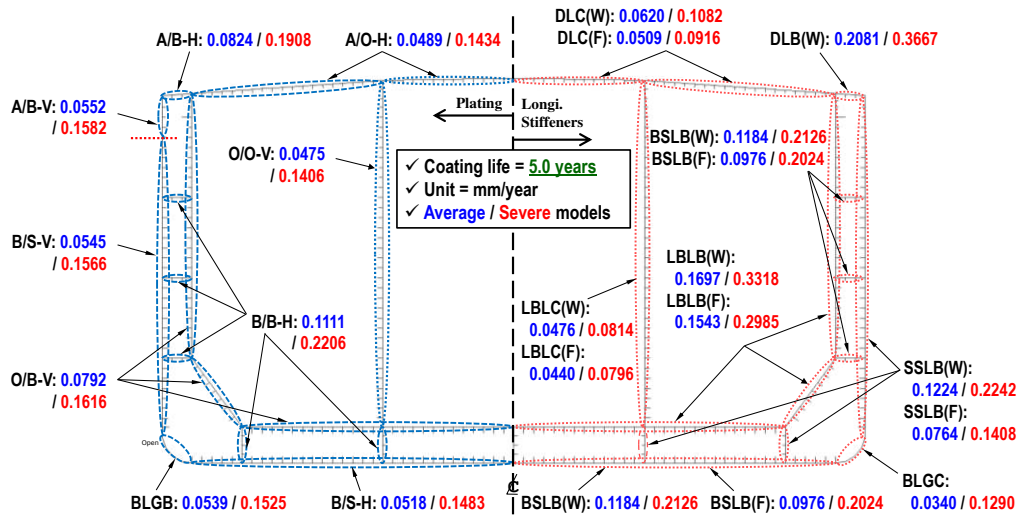 DLC(W): 0.0620 / 0.1082
DLC(F): 0.0509 / 0.0916
A/B-H: 0.0824 / 0.1908
A/O-H: 0.0489 / 0.1434
DLB(W): 0.2081 / 0.3667
A/B-V: 0.0552
/ 0.1582
Plating
Longi.
Stiffeners
O/O-V: 0.0475
/ 0.1406
BSLB(W): 0.1184 / 0.2126
BSLB(F): 0.0976 / 0.2024
✓ Coating life = 5.0 years
✓ Unit = mm/year
✓ Average / Severe models
B/S-V: 0.0545
/ 0.1566
LBLB(W)
0.1697 / 0.3318
LBLB(F)
0.1543 / 0.2985
LBLC(W)
0.0476 / 0.0814
LBLC(F)
0.0440 / 0.0796
B/B-H: 0.1111
/ 0.2206
O/B-V: 0.0792
/ 0.1616
SSLB(W):
0.1224 / 0.2242
SSLB(F):
0.0764 / 0.1408
Open
BLGB: 0.0539 / 0.1525
B/S-H: 0.0518 / 0.1483
℄
BSLB(W): 0.1184 / 0.2126
BSLB(F): 0.0976 / 0.2024
BLGC:
0.0340 / 0.1290